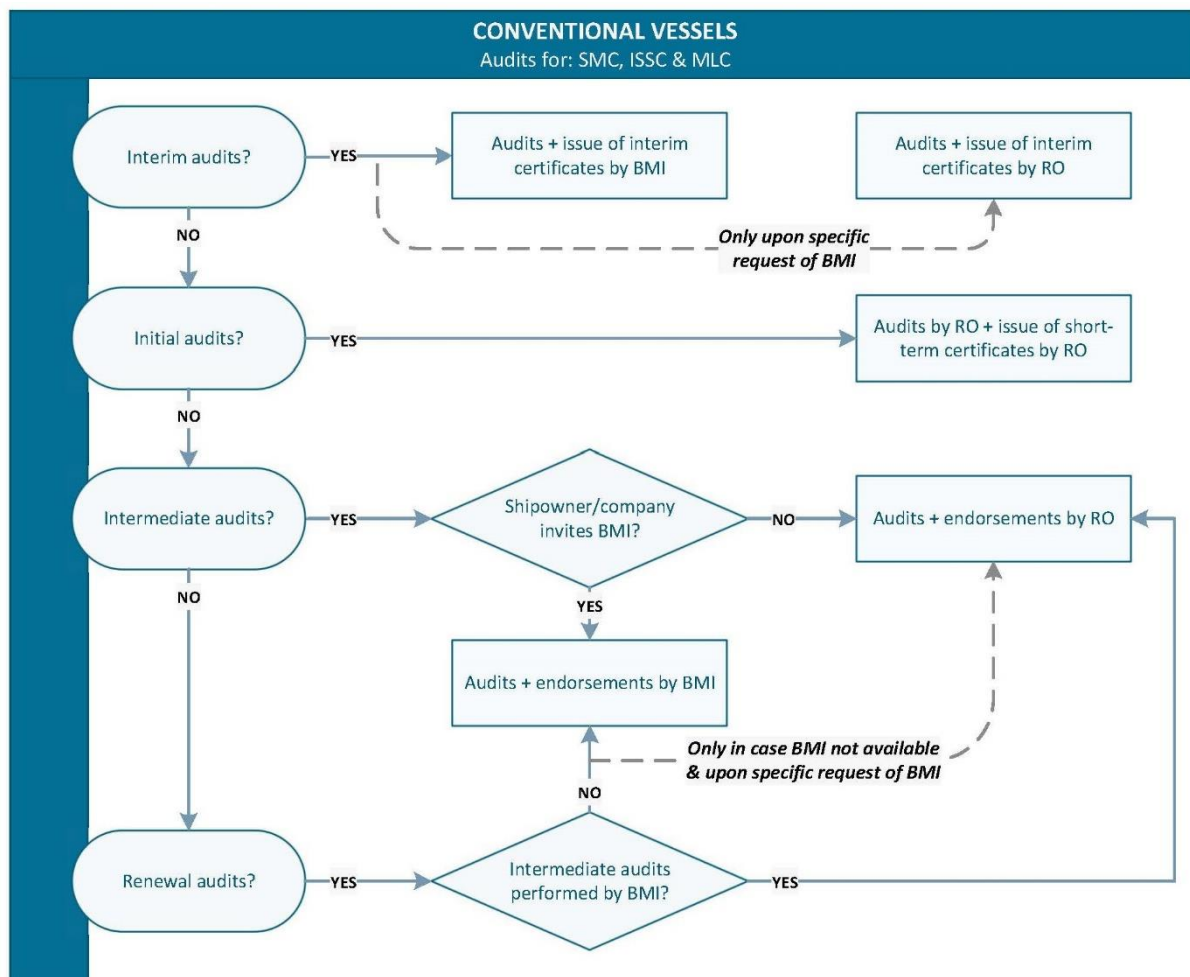 CONVENTIONAL VESSELS
Audits for: SMC, ISSC & MLC
Interim audits?
YES
Audits + issue of interim
certificates by BMI
Audits + issue of interim
certificates by RO
NO
Only upon specific
request of BMI
Initial audits?
YES
Audits by RO + issue of short-
term certificates by RO
NO
Intermediate audits?
YES
Shipowner/company
invites BMI?
NO
Audits + endorsements by RO
NO
YES
Audits + endorsements by BMI
Only in case BMI not available
& upon specific request of BMI
NO
Renewal audits?
YES
Intermediate audits
performed by BMI?
YES